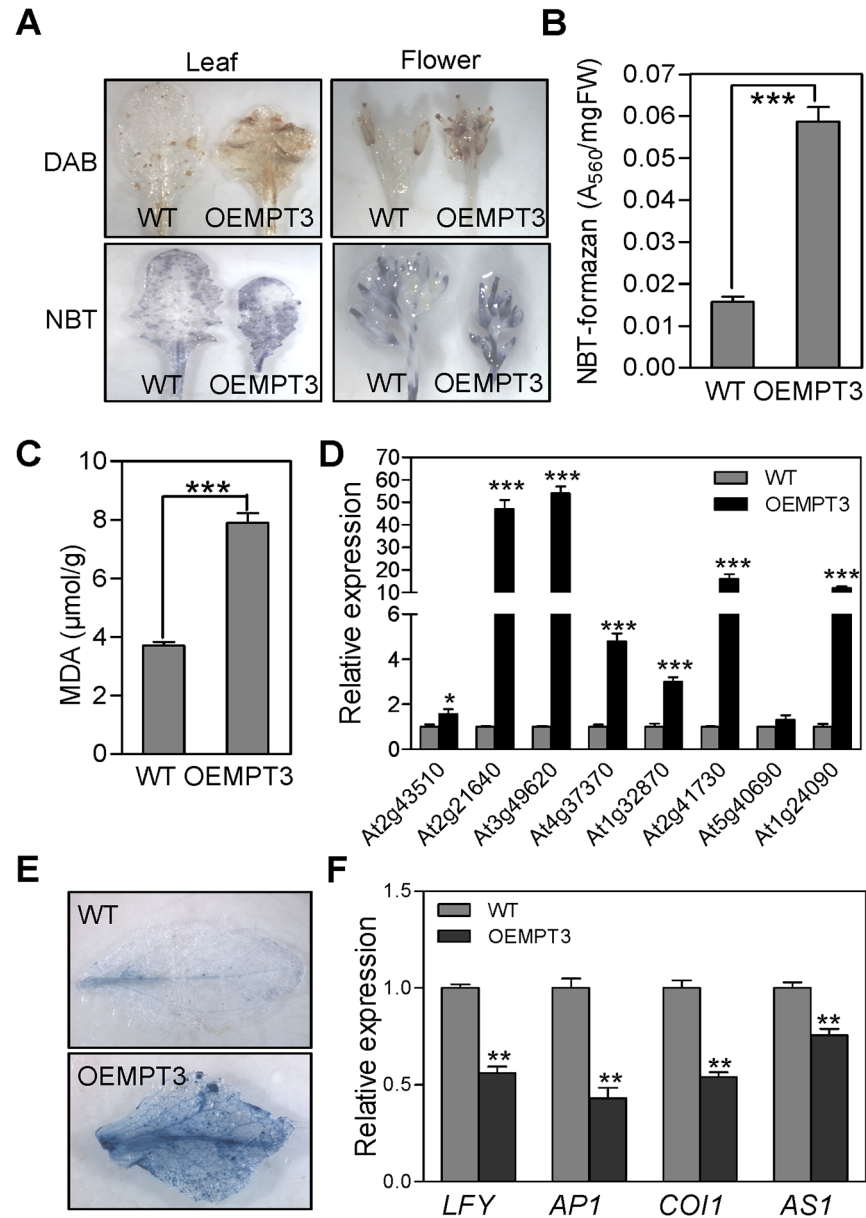 A
Leaf Flower
DAB
WT OEMPT3
WT OEMPT3
NBT
WT OEMPT3
WT OEMPT3
B
NBT-formazan (A560/mgFW)
0.07
0.06
0.05
0.04
0.03
0.02
0.01
0.00
***
WT OEMPT3
C
MDA (μmol/g)
10
8
6
4
2
0
***
WT OEMPT3
D
Relative expression
70
60
50
40
30
20
10
6
4
2
0
WT
OEMPT3
* *** *** *** *** *** ***
At2g43510
At2g21640
At3g49620
At4g37370
At1g32870
At2g41730
At5g40690
At1g24090
E
WT
OEMPT3
F
Relative expression
1.5
1.0
0.5
0.0
WT
OEMPT3
** ** ** **
LFY AP1 COI1 AS1